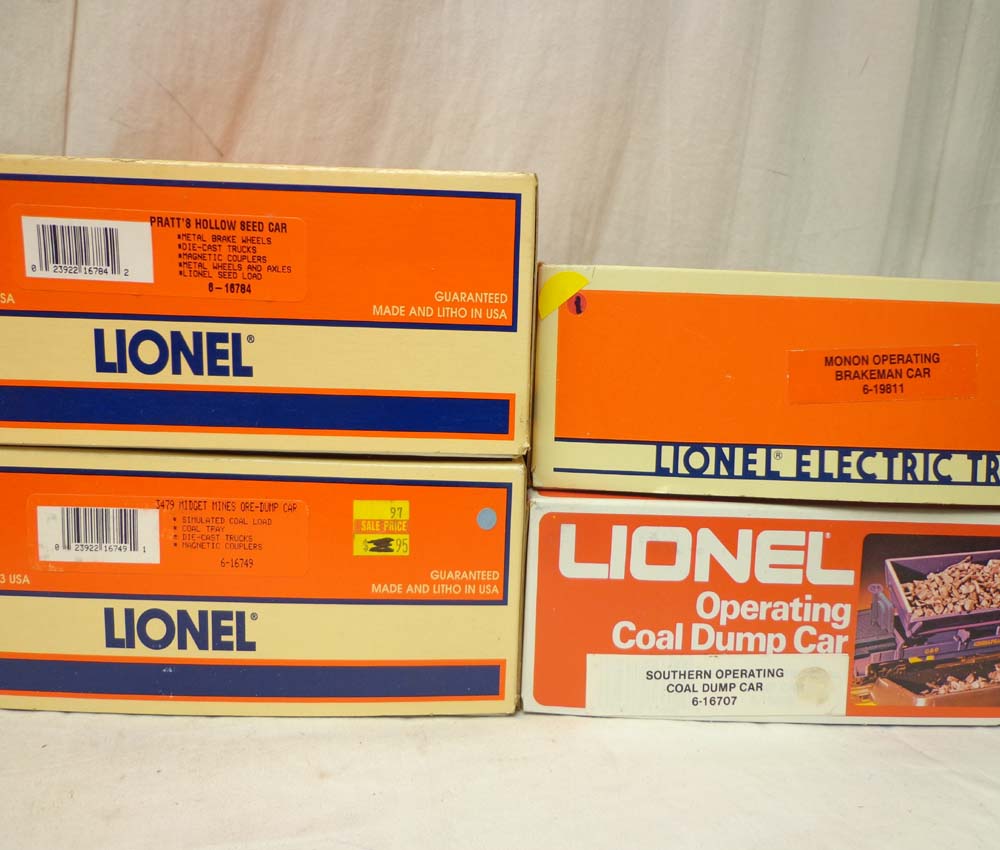 PRATT'S HOLLOW SEED CAR
*METAL BRAKE WHEELS
*DIE-CAST TRUCKS
*MAGNETIC COUPLERS
*METAL WHEELS AND AXLES
*LIONEL SEED LOAD
6-16784
0 23922 16784 2
SA
GUARANTEED
MADE AND LITHO IN USA
LIONEL®
MONON OPERATING
BRAKEMAN CAR
6-19811
LIONEL® ELECTRIC TR
3479 MIDGET MINES ORE-DUMP CAR
* SIMULATED COAL LOAD
* COAL TRAY
* DIE-CAST TRUCKS
* MAGNETIC COUPLERS
6-16749
0 23922 16749 1
97
SALE PRICE
95
3 USA
GUARANTEED
MADE AND LITHO IN USA
LIONEL®
LIONEL
Operating
Coal Dump Car
SOUTHERN OPERATING
COAL DUMP CAR
6-16707